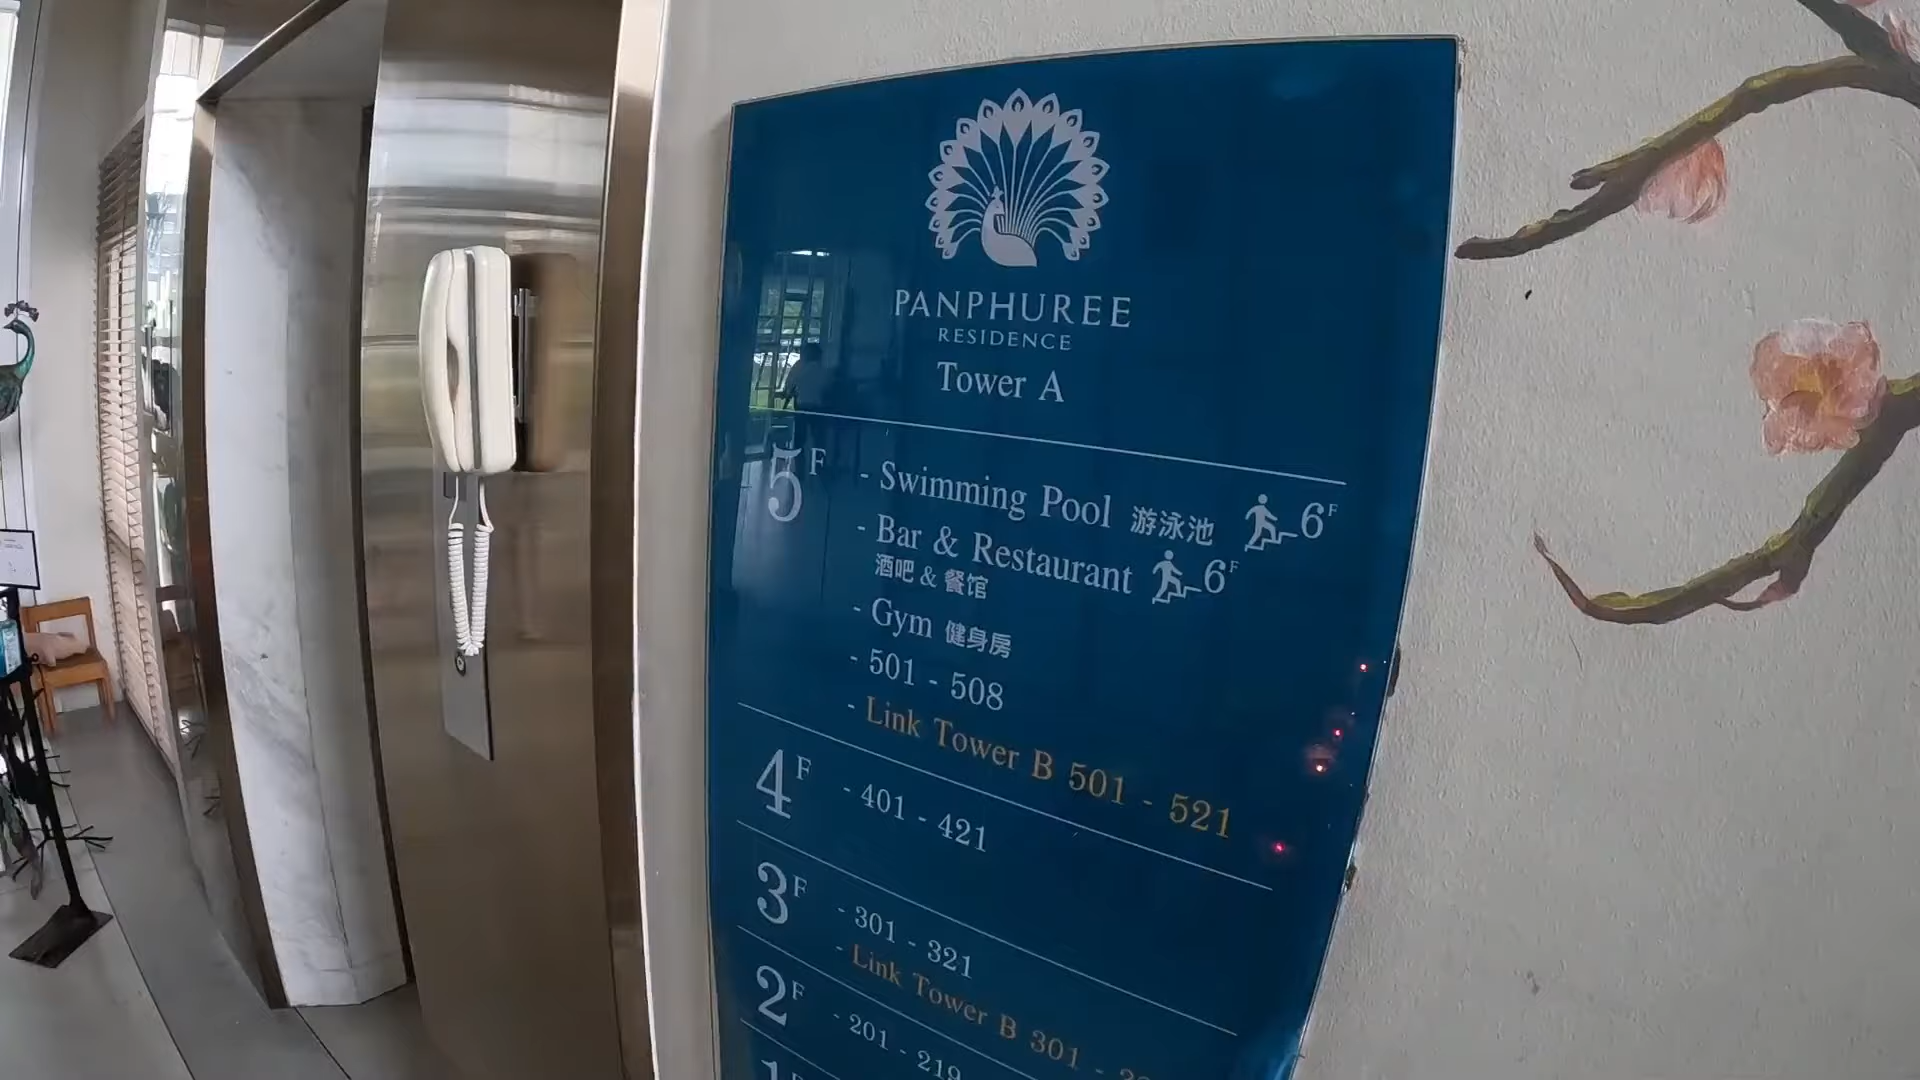 PANPHUREE
RESIDENCE
Tower A
5F - Swimming Pool 游泳池 6F
- Bar & Restaurant 6F
酒吧 & 餐馆
- Gym 健身房
- 501 - 508
- Link Tower B 501 - 521
4F - 401 - 421
3F - 301 - 321
- Link Tower B 301 -
2F - 201 - 219